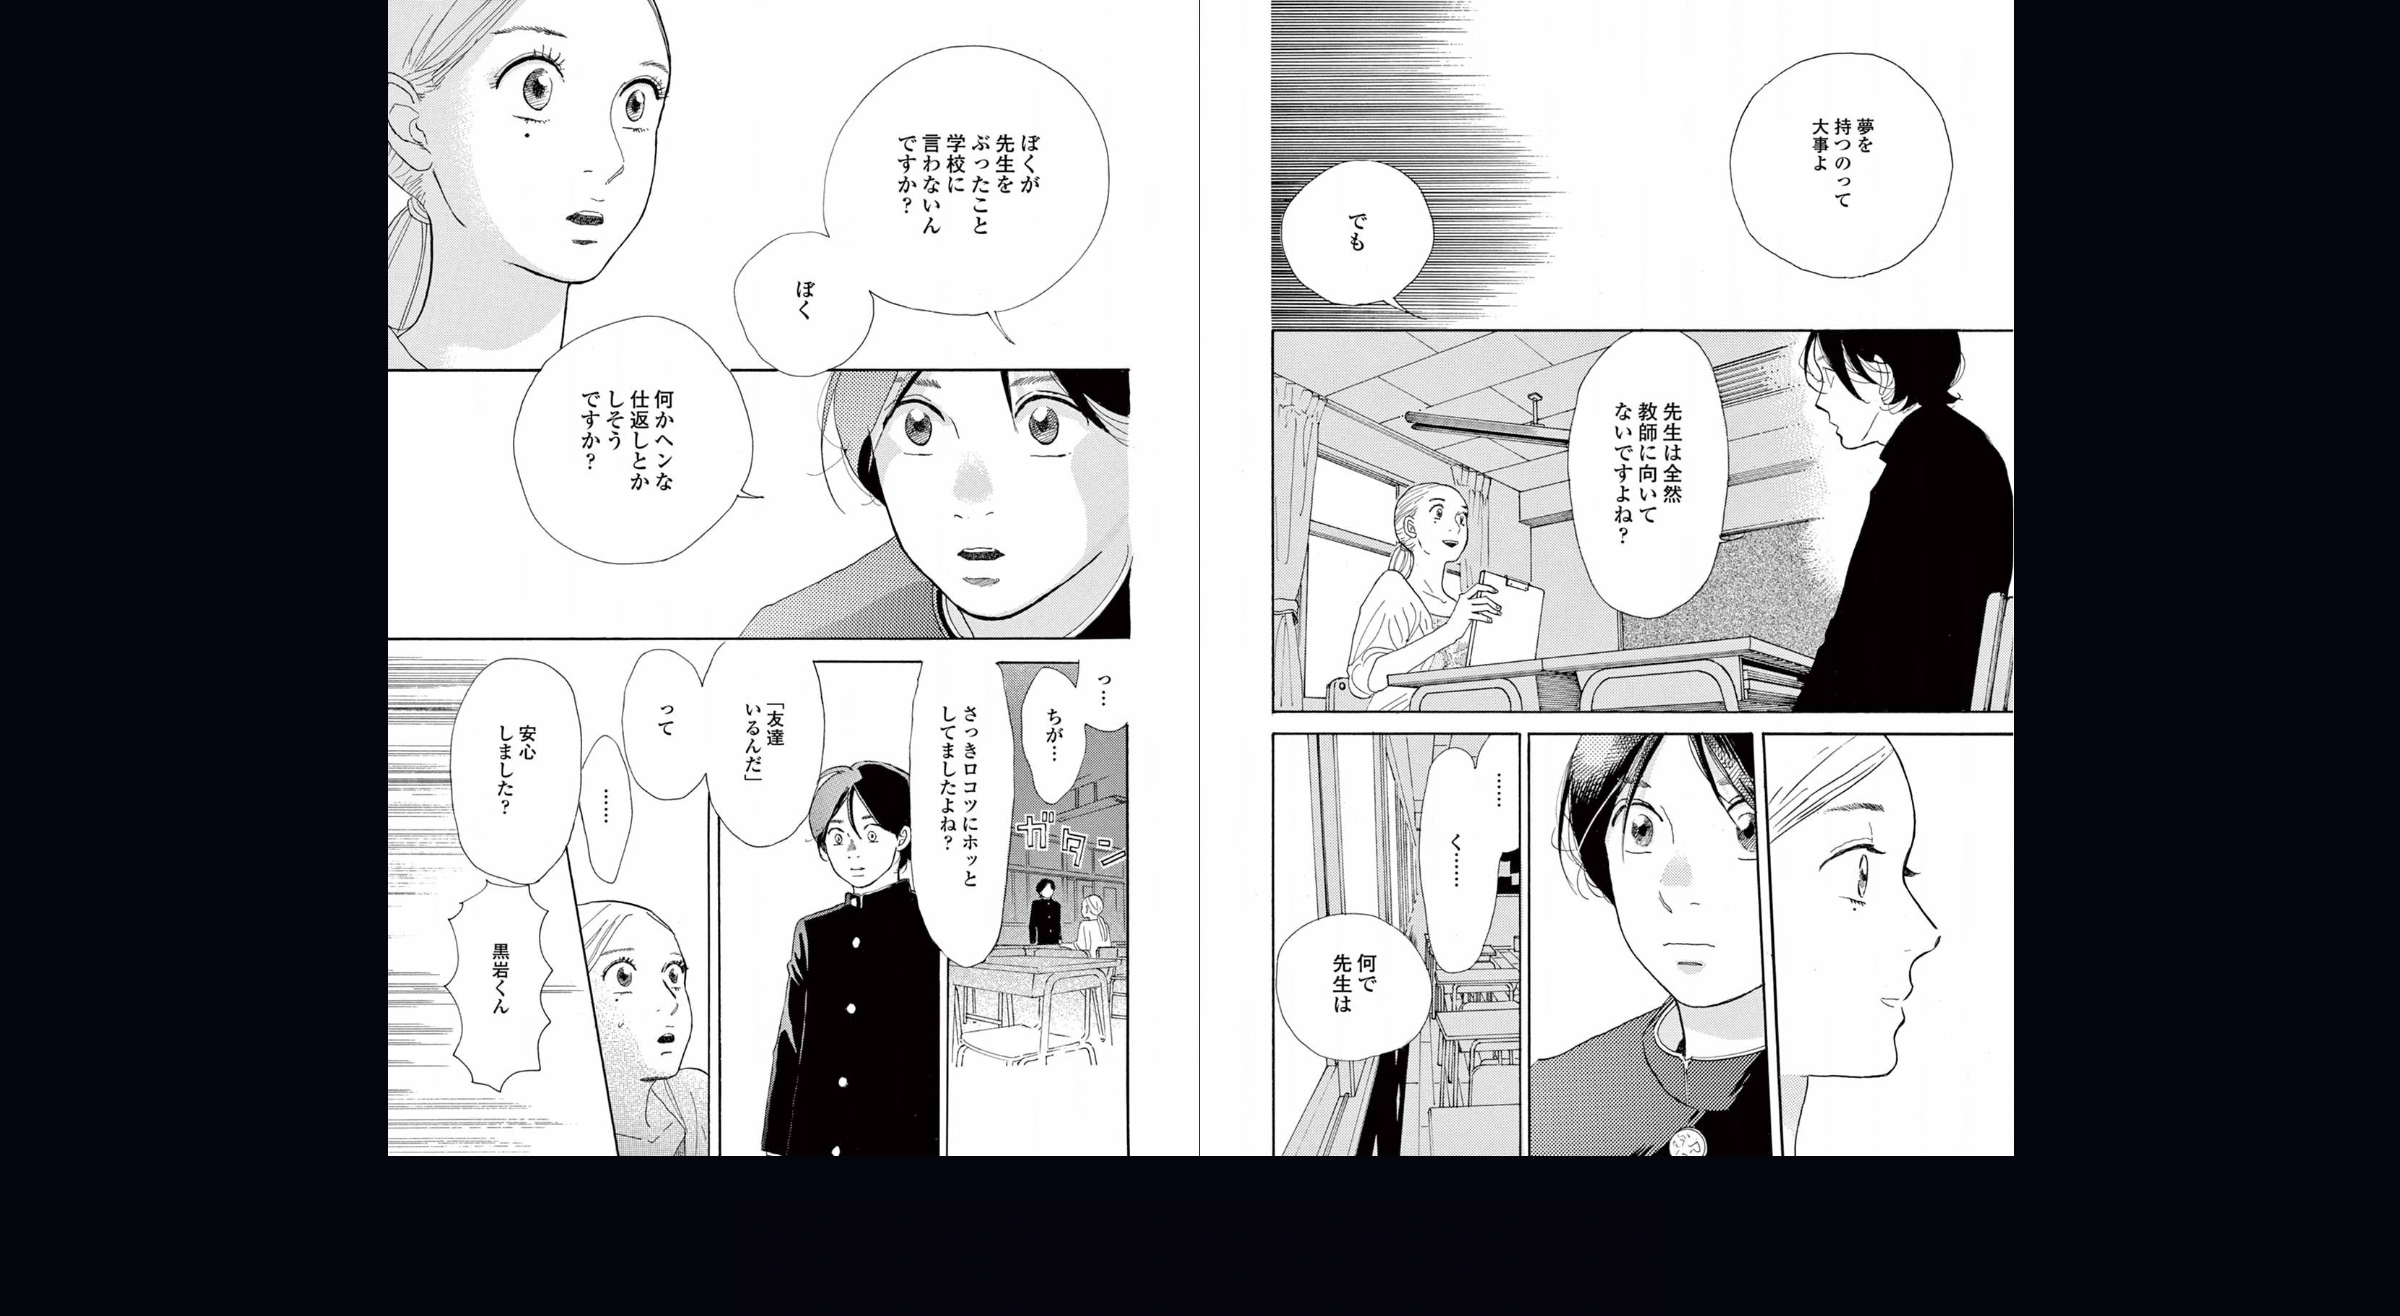 夢を
持つのって
大事よ
でも
先生は全然
教師に向いて
ないですよね?
……
く……
何で
先生は
ぼくが
先生を
ぶったこと
学校に
言わないん
ですか?
ぼく
何かヘンな
仕返しとか
しそう
ですか?
っ…
ちが…
ガタン
さっきロコツにホッと
してましたよね?
「友達
いるんだ」
って
……
安心
しました?
黒岩くん